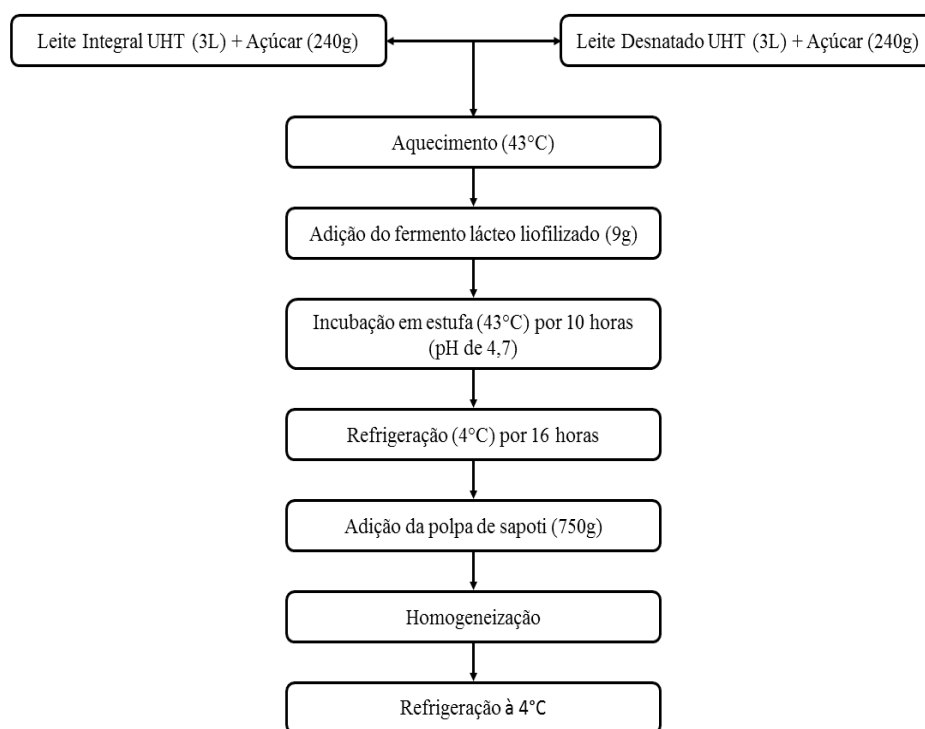 Leite Integral UHT (3L) + Açúcar (240g)
Leite Desnatado UHT (3L) + Açúcar (240g)
Aquecimento (43°C)
Adição do fermento lácteo liofilizado (9g)
Incubação em estufa (43°C) por 10 horas
(pH de 4,7)
Refrigeração (4°C) por 16 horas
Adição da polpa de sapoti (750g)
Homogeneização
Refrigeração à 4°C